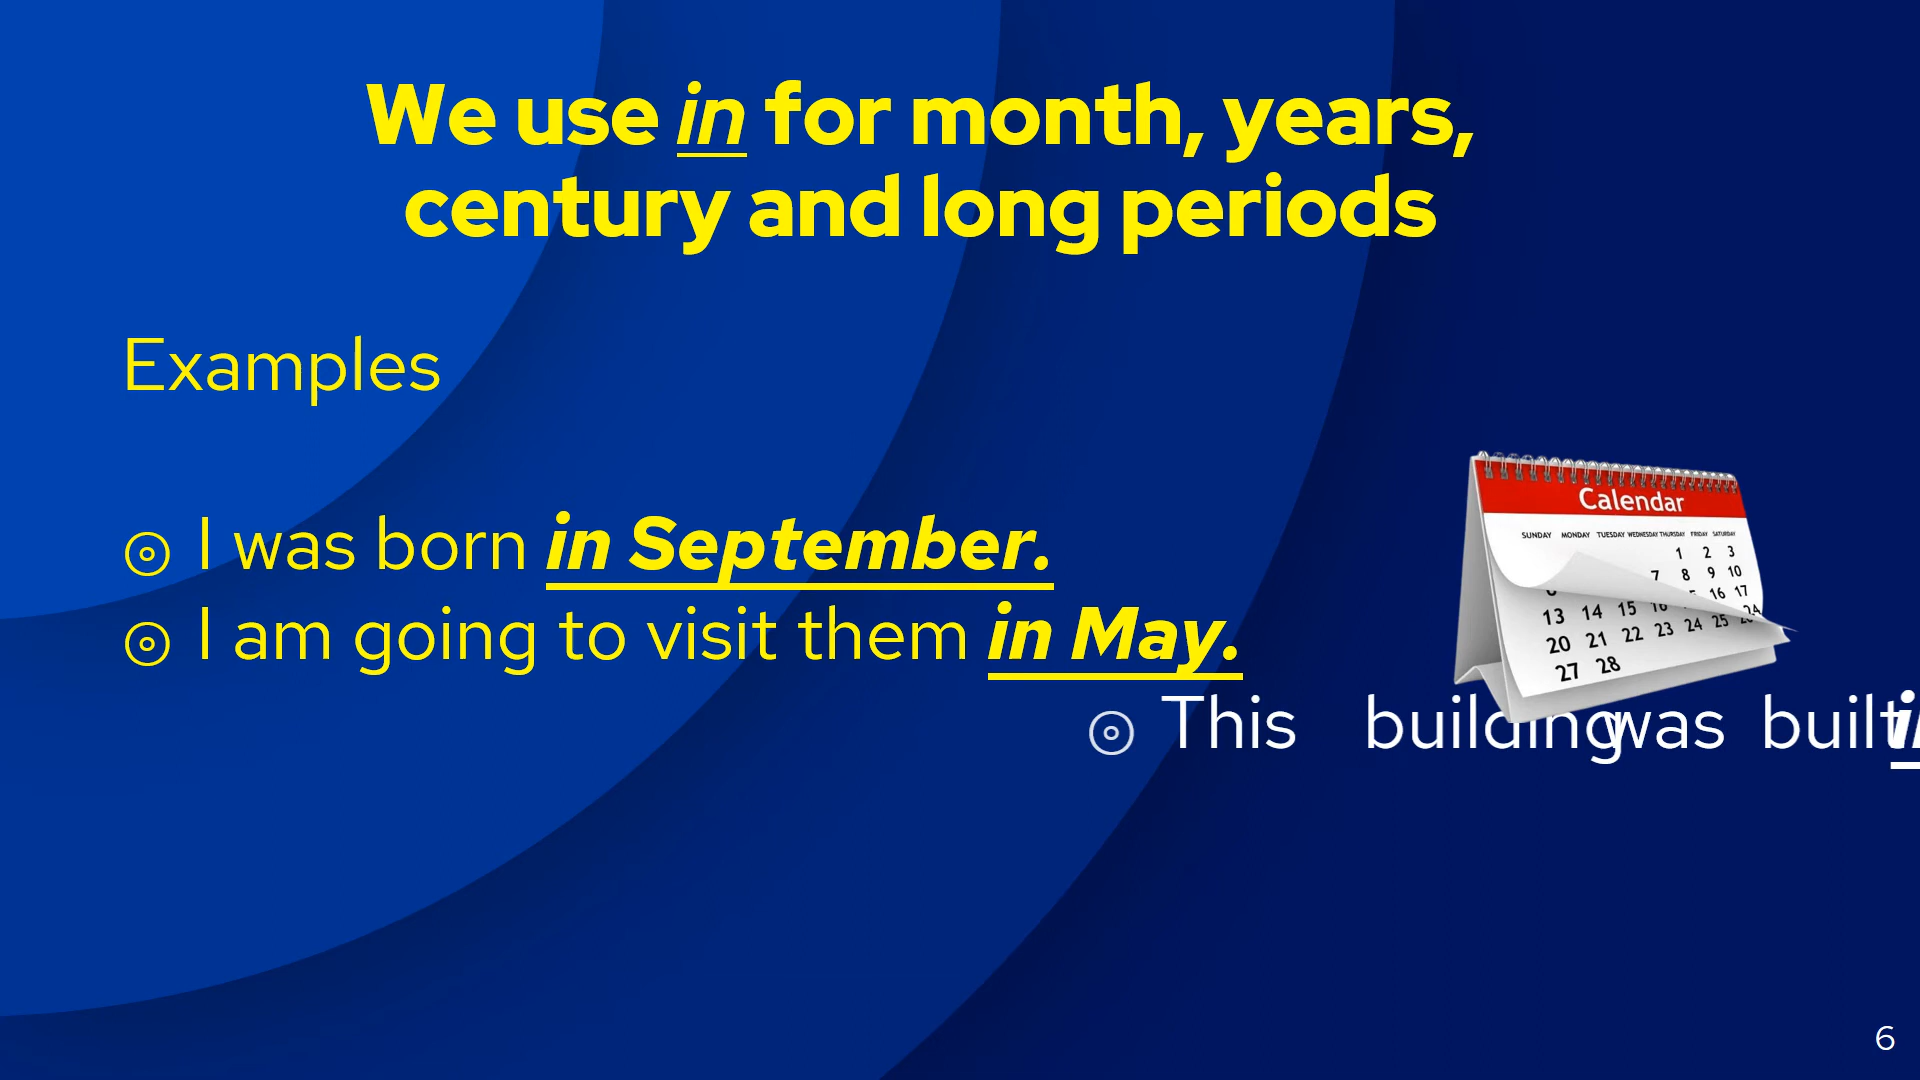 We use in for month, years,
century and long periods
Examples
I was born in September.
I am going to visit them in May.
Calendar
SUNDAY MONDAY TUESDAY WEDNESDAY THURSDAY FRIDAY SATURDAY
1 2 3
7 8 9 10
16 17
13 14 15 16 24
20 21 22 23 24 25
27 28
This building was built
6